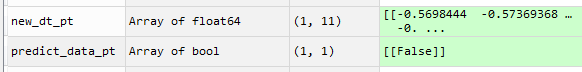 new_dt_pt Array of float64 (1, 11) [[-0.5698444 -0.57369368 …
-0. ...
predict_data_pt Array of bool (1, 1) [[False]]